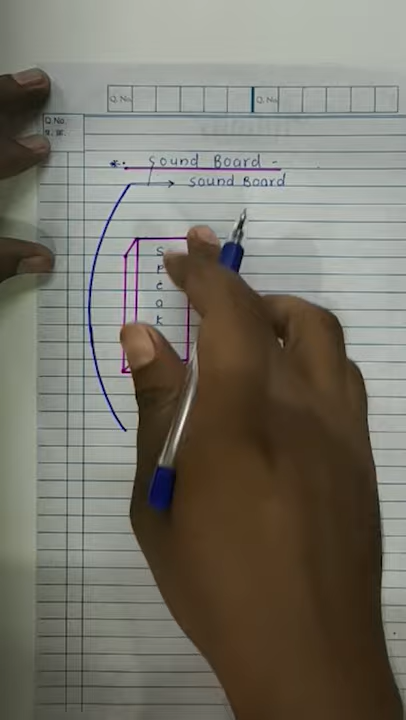 Q.No. Q.No.
Q.No.
* Sound Board -
→ Sound Board
S
P
e
a
k